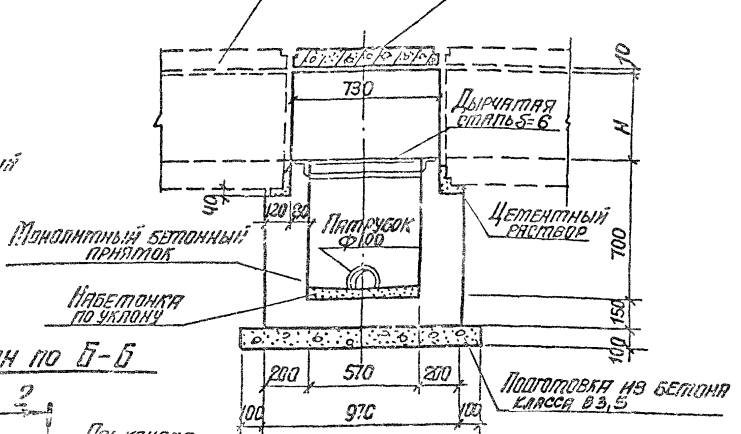 10
730
ДЫРЧАТАЯ
СТАЛЬ δ=6
Н
40
120 80
ПАТРУБОК
Ф100
ЦЕМЕНТНЫЙ
РАСТВОР
МОНОЛИТНЫЙ БЕТОННЫЙ
ПРИЯМОК
700
НАБЕТОНКА
ПО УКЛОНУ
150
100
ПО Б-Б
200 570 200
ПОДГОТОВКА ИЗ БЕТОНА
КЛАССА В3,5
2
100 970 100